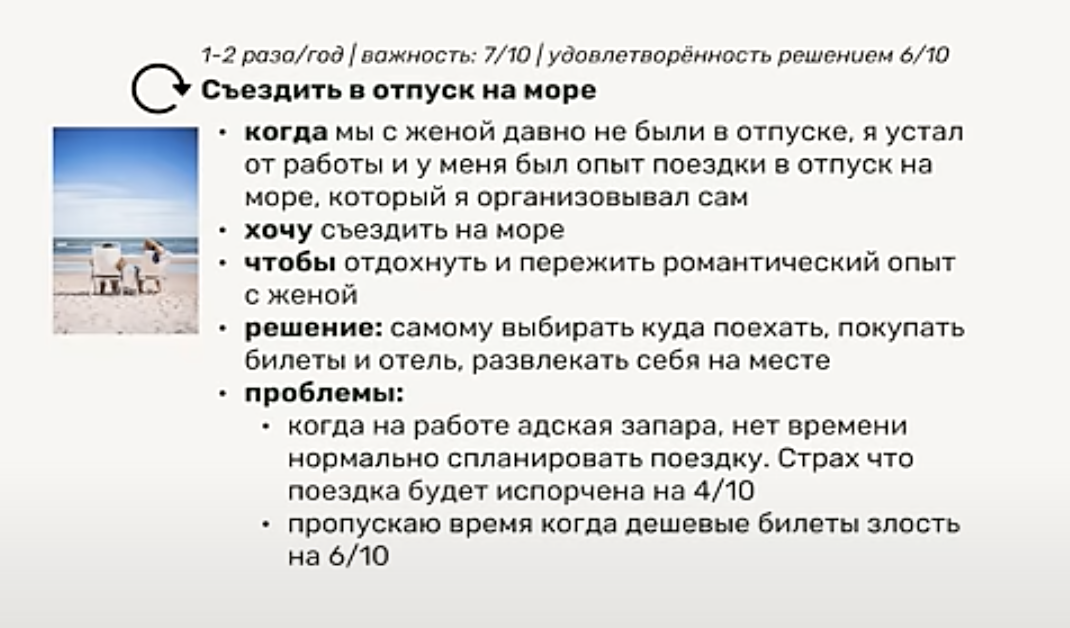 1-2 раза/год | важность: 7/10 | удовлетворённость решением 6/10
Съездить в отпуск на море
• когда мы с женой давно не были в отпуске, я устал
от работы и у меня был опыт поездки в отпуск на
море, который я организовывал сам
• хочу съездить на море
• чтобы отдохнуть и пережить романтический опыт
с женой
• решение: самому выбирать куда поехать, покупать
билеты и отель, развлекать себя на месте
• проблемы:
• когда на работе адская запара, нет времени
нормально спланировать поездку. Страх что
поездка будет испорчена на 4/10
• пропускаю время когда дешевые билеты злость
на 6/10